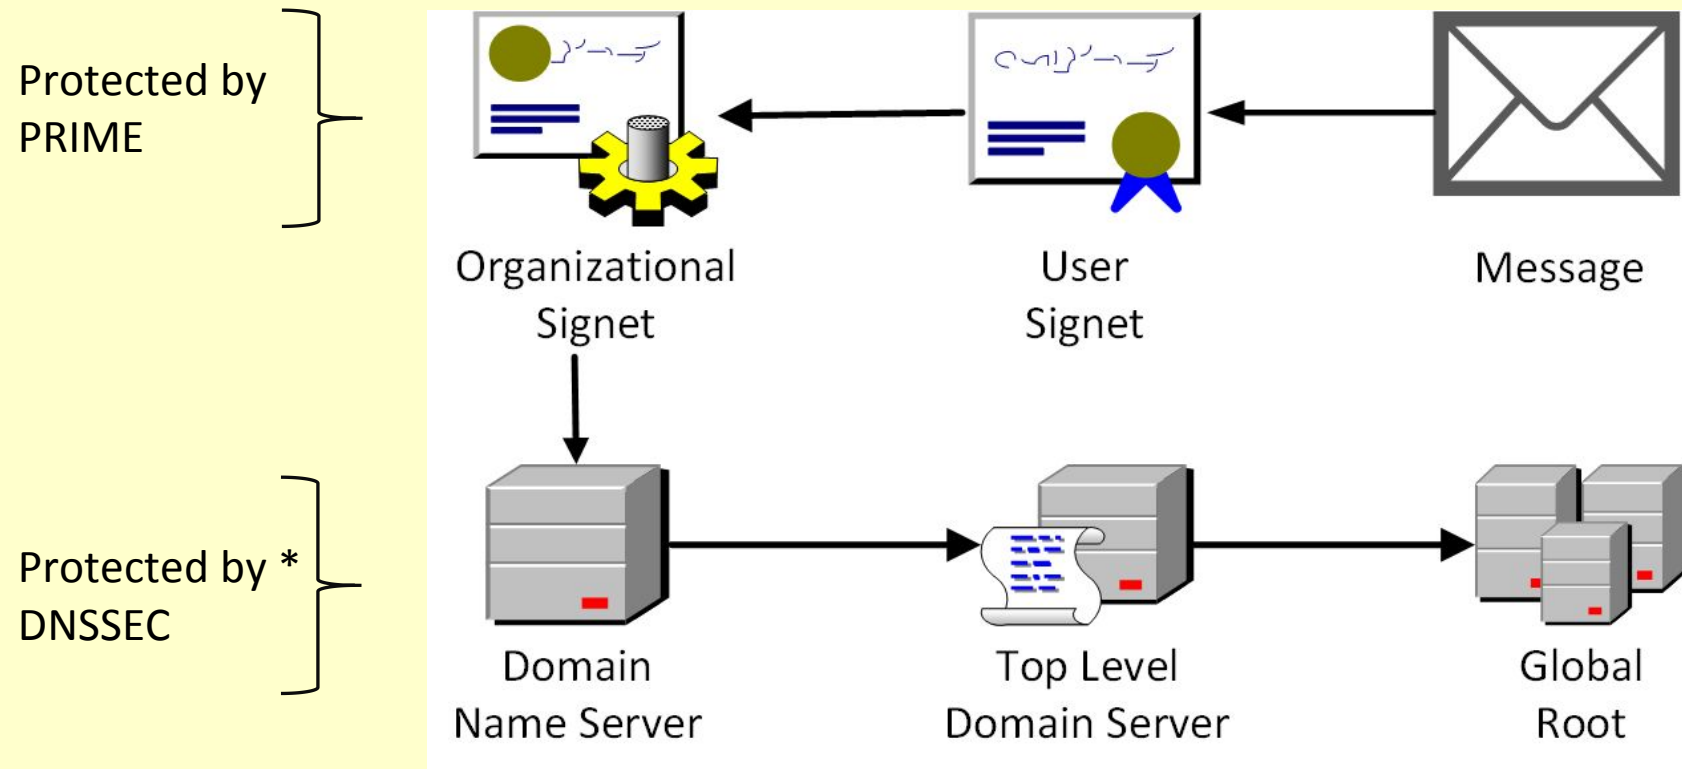 Protected by
PRIME
Organizational
Signet
User
Signet
Message
Protected by *
DNSSEC
Domain
Name Server
Top Level
Domain Server
Global
Root